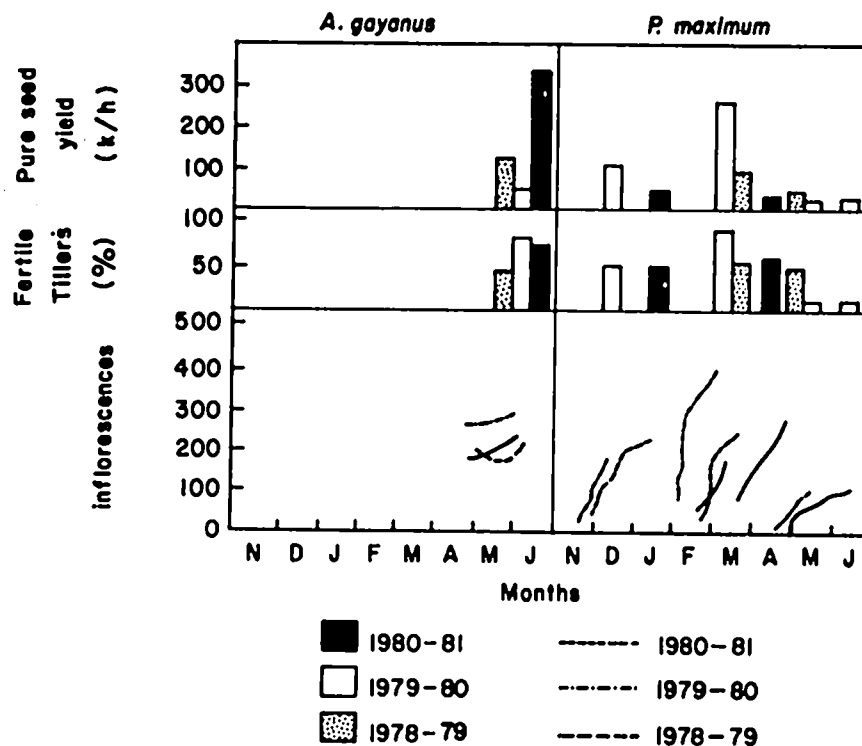 A. gayanus
P. maximum
Pure seed
yield
(k/h)
300
200
100
Fertile
Tillers
(%)
100
50
inflorescences
500
400
300
200
100
0
N D J F M A M J
N D J F M A M J
Months
1980-81
1979-80
1978-79
1980-81
1979-80
1978-79